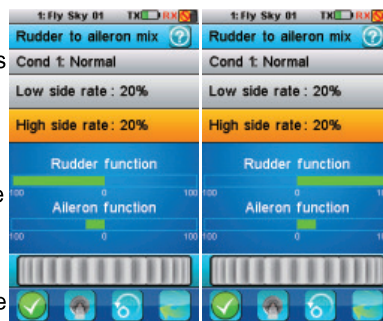 1: Fly Sky 01 TX RX
Rudder to aileron mix ?
Cond 1: Normal
Low side rate: 20%
High side rate: 20%
Rudder function
100 0 100
Aileron function
100 0 100
1: Fly Sky 01 TX RX
Rudder to aileron mix ?
Cond 1: Normal
Low side rate: 20%
High side rate: 20%
Rudder function
100 0
Aileron function
100 0